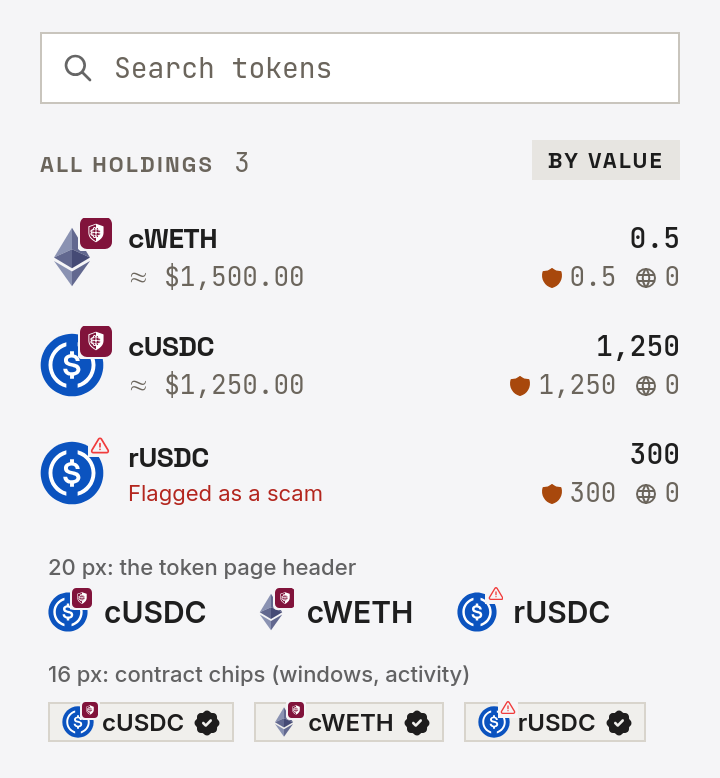 Search tokens
ALL HOLDINGS 3 BY VALUE
cWETH 0.5
≈ $1,500.00 0.5 0
cUSDC 1,250
≈ $1,250.00 1,250 0
rUSDC 300
Flagged as a scam 300 0
20 px: the token page header
cUSDC cWETH rUSDC
16 px: contract chips (windows, activity)
cUSDC cWETH rUSDC